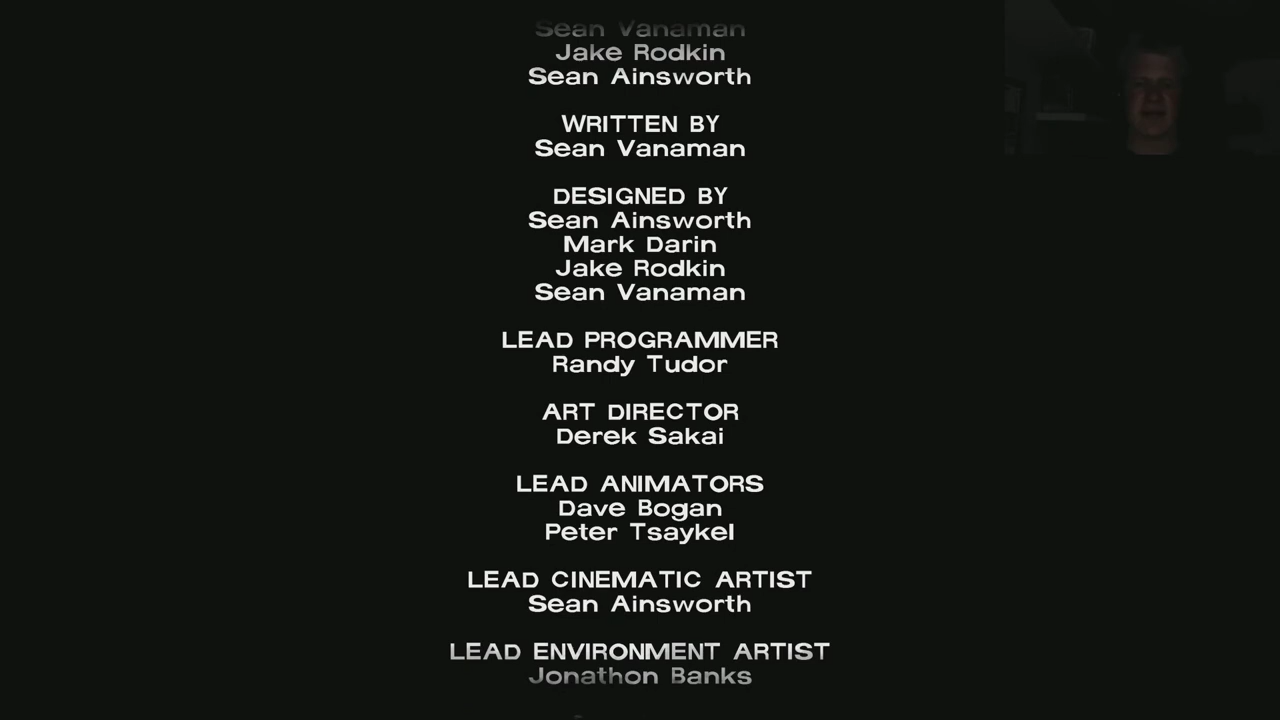 Sean Vanaman
Jake Rodkin
Sean Ainsworth
WRITTEN BY
Sean Vanaman
DESIGNED BY
Sean Ainsworth
Mark Darin
Jake Rodkin
Sean Vanaman
LEAD PROGRAMMER
Randy Tudor
ART DIRECTOR
Derek Sakai
LEAD ANIMATORS
Dave Bogan
Peter Tsaykel
LEAD CINEMATIC ARTIST
Sean Ainsworth
LEAD ENVIRONMENT ARTIST
Jonathon Banks